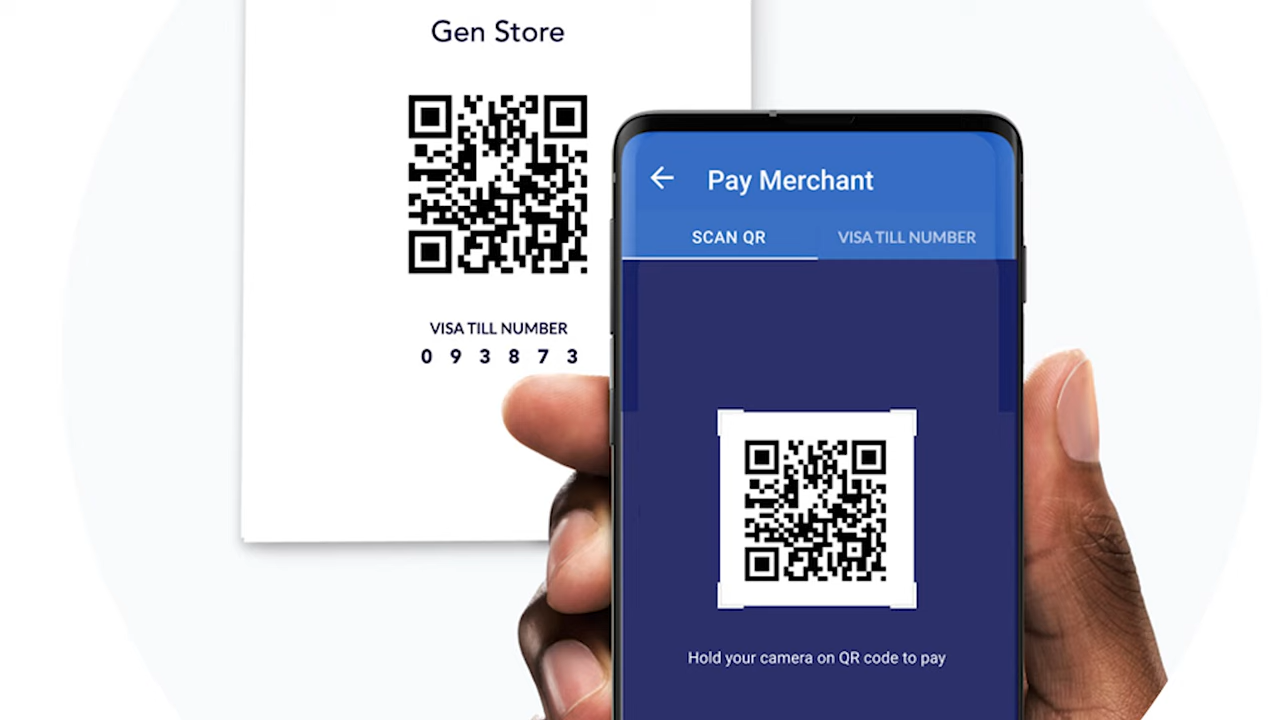 Gen Store
VISA TILL NUMBER
0 9 3 8 7 3
Pay Merchant
SCAN QR
VISA TILL NUMBER
Hold your camera on QR code to pay